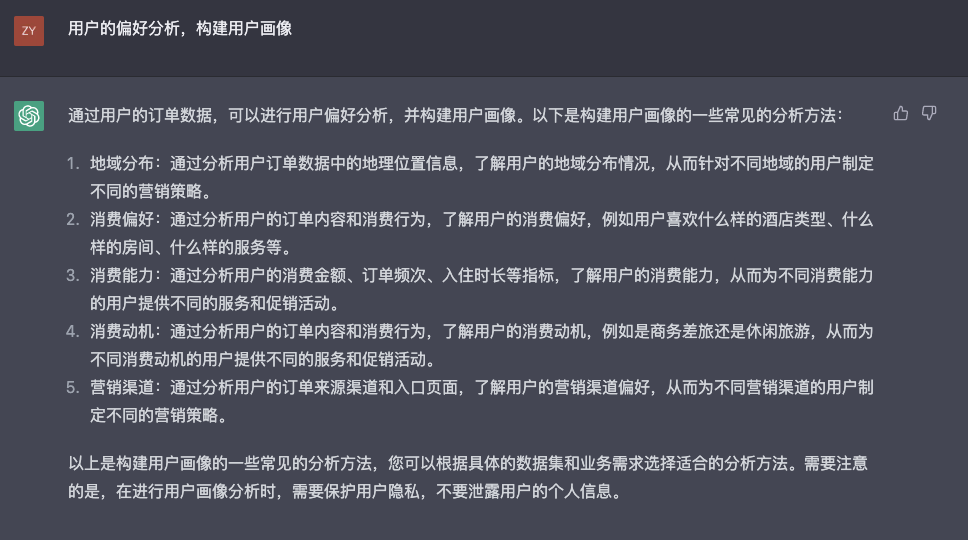 ZY
用户的偏好分析，构建用户画像
通过用户的订单数据，可以进行用户偏好分析，并构建用户画像。以下是构建用户画像的一些常见的分析方法：
1. 地域分布：通过分析用户订单数据中的地理位置信息，了解用户的地域分布情况，从而针对不同地域的用户制定
不同的营销策略。
2. 消费偏好：通过分析用户的订单内容和消费行为，了解用户的消费偏好，例如用户喜欢什么样的酒店类型、什么
样的房间、什么样的服务等。
3. 消费能力：通过分析用户的消费金额、订单频次、入住时长等指标，了解用户的消费能力，从而为不同消费能力
的用户提供不同的服务和促销活动。
4. 消费动机：通过分析用户的订单内容和消费行为，了解用户的消费动机，例如是商务差旅还是休闲旅游，从而为
不同消费动机的用户提供不同的服务和促销活动。
5. 营销渠道：通过分析用户的订单来源渠道和入口页面，了解用户的营销渠道偏好，从而为不同营销渠道的用户制
定不同的营销策略。
以上是构建用户画像的一些常见的分析方法，您可以根据具体的数据集和业务需求选择适合的分析方法。需要注意
的是，在进行用户画像分析时，需要保护用户隐私，不要泄露用户的个人信息。